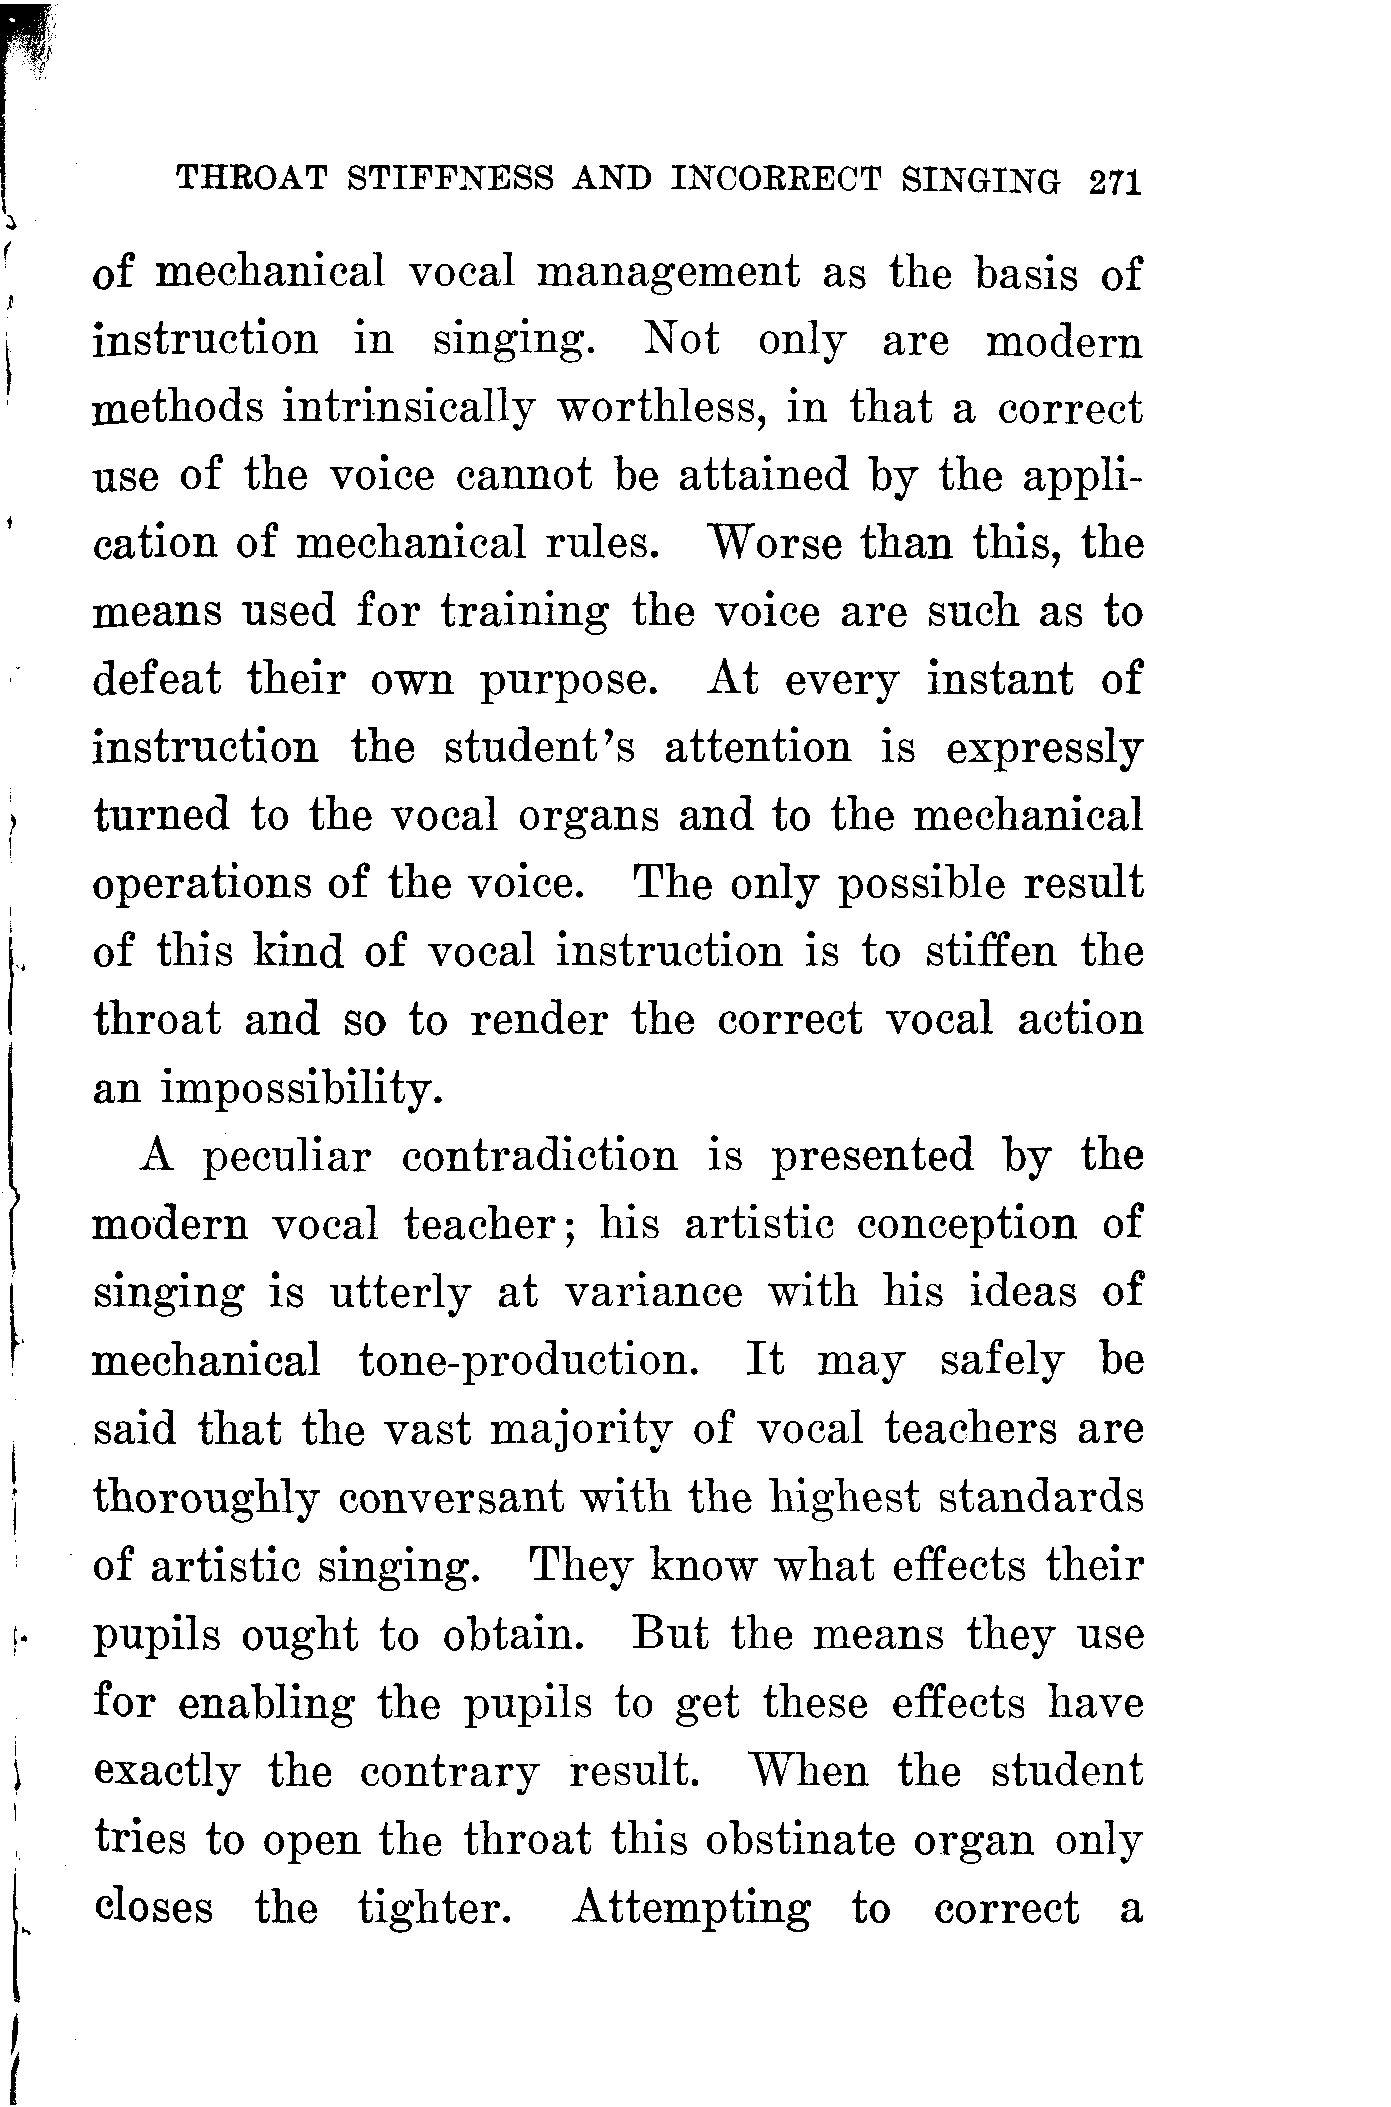 THROAT STIFFNESS AND INCORRECT SINGING 271
of mechanical vocal management as the basis of
instruction in singing. Not only are modern
methods intrinsically worthless, in that a correct
use of the voice cannot be attained by the appli-
cation of mechanical rules. Worse than this, the
means used for training the voice are such as to
defeat their own purpose. At every instant of
instruction the student's attention is expressly
turned to the vocal organs and to the mechanical
operations of the voice. The only possible result
of this kind of vocal instruction is to stiffen the
throat and so to render the correct vocal action
an impossibility.
A peculiar contradiction is presented by the
modern vocal teacher; his artistic conception of
singing is utterly at variance with his ideas of
mechanical tone-production. It may safely be
said that the vast majority of vocal teachers are
thoroughly conversant with the highest standards
of artistic singing. They know what effects their
pupils ought to obtain. But the means they use
for enabling the pupils to get these effects have
exactly the contrary result. When the student
tries to open the throat this obstinate organ only
closes the tighter. Attempting to correct a